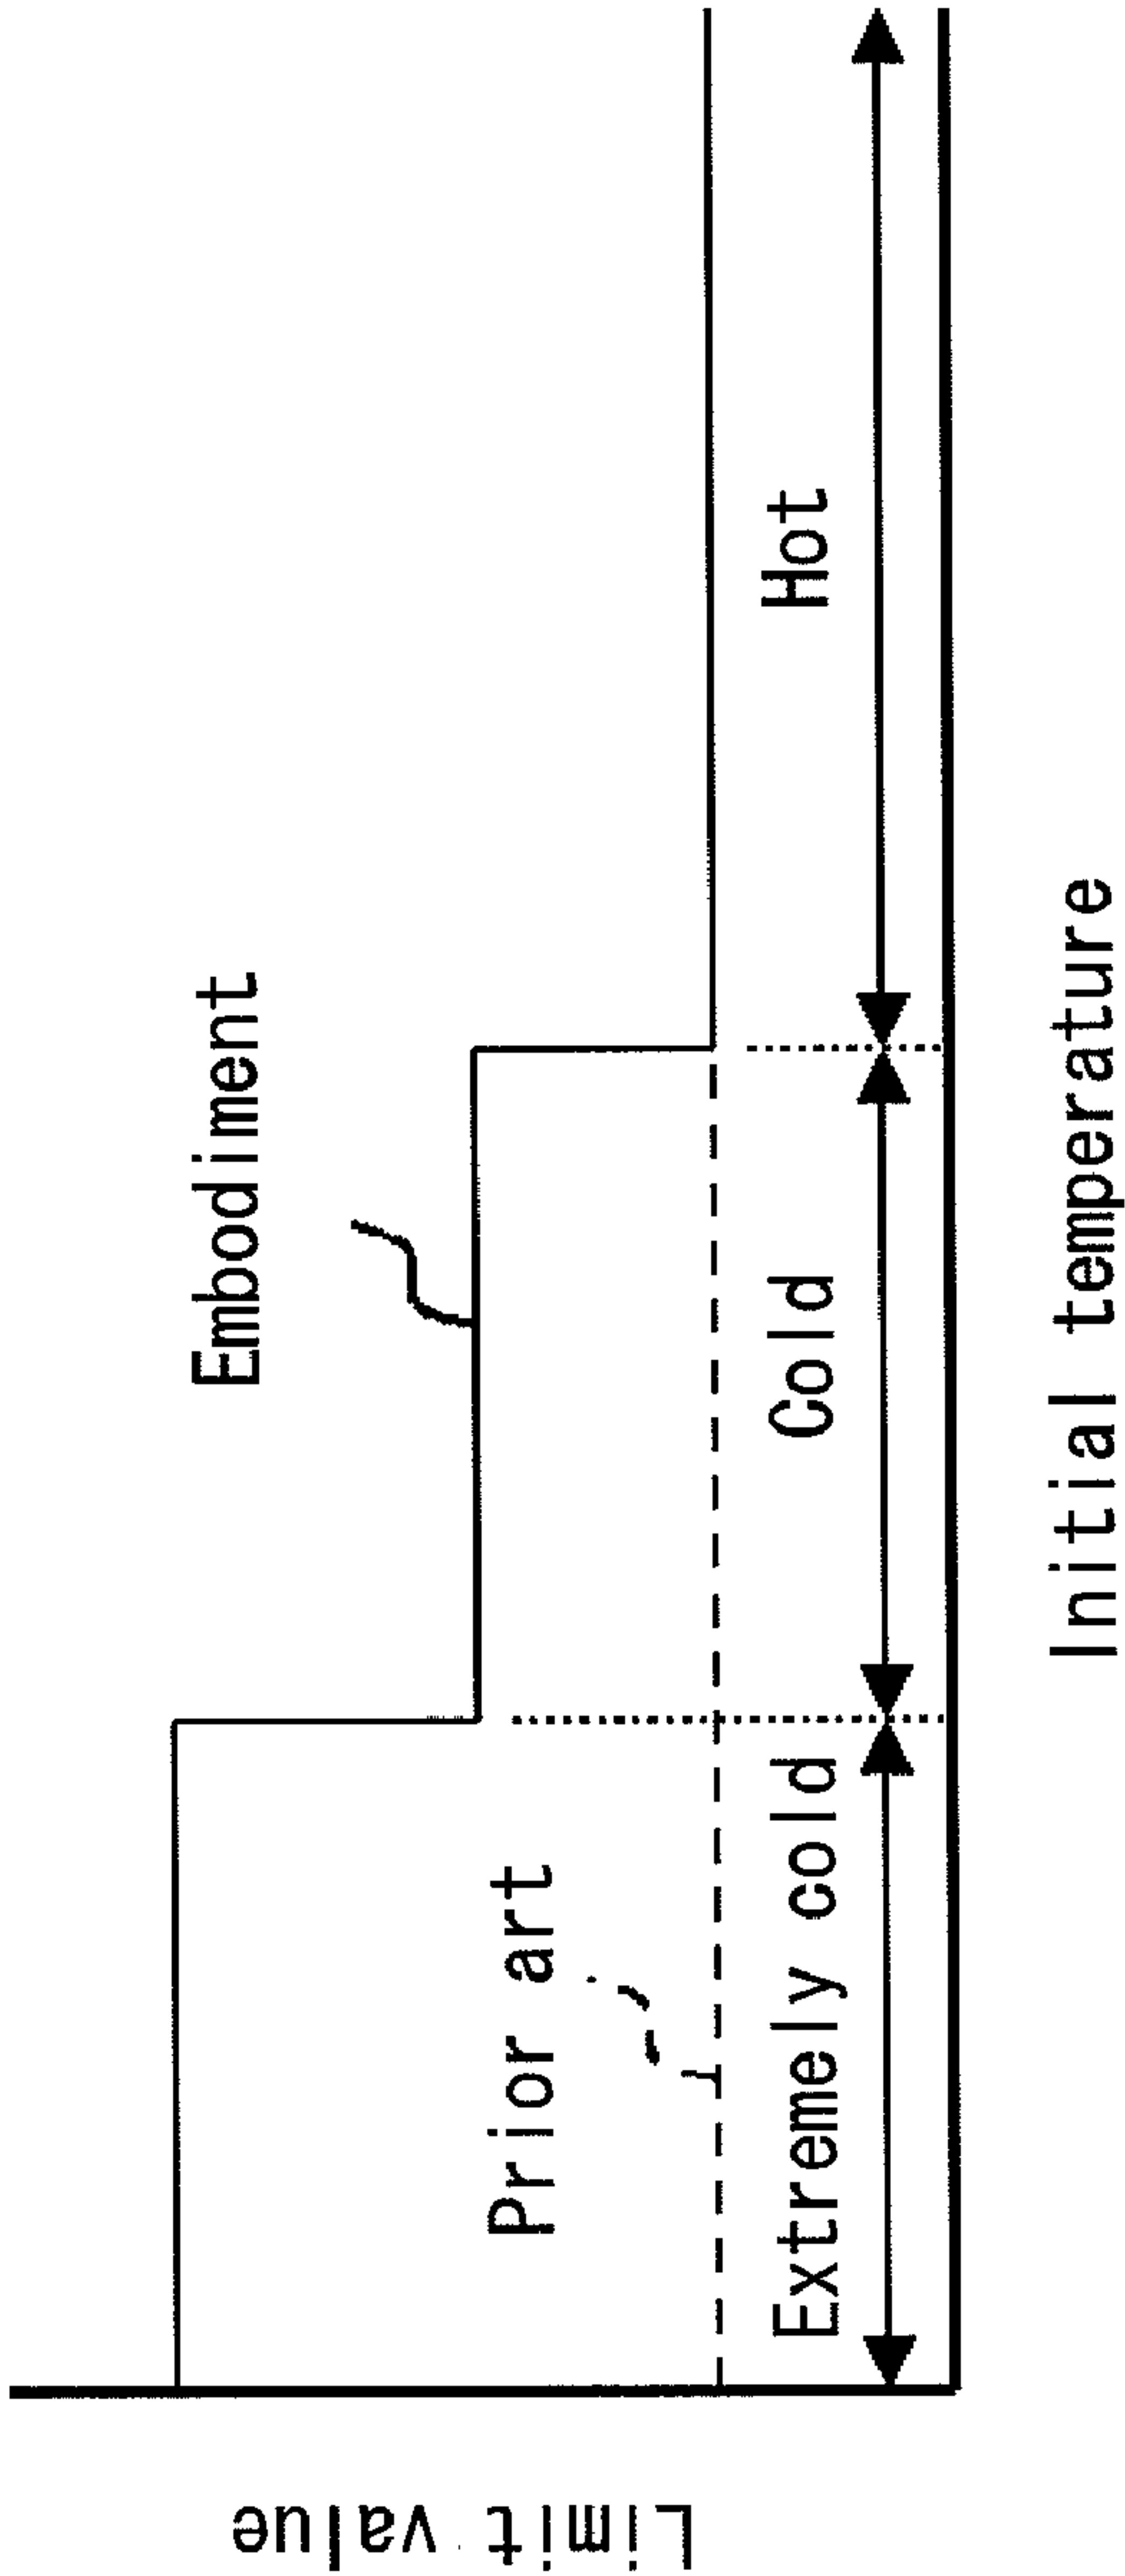 Limit value
Embodiment
Prior art
Extremely cold
Cold
Hot
Initial temperature